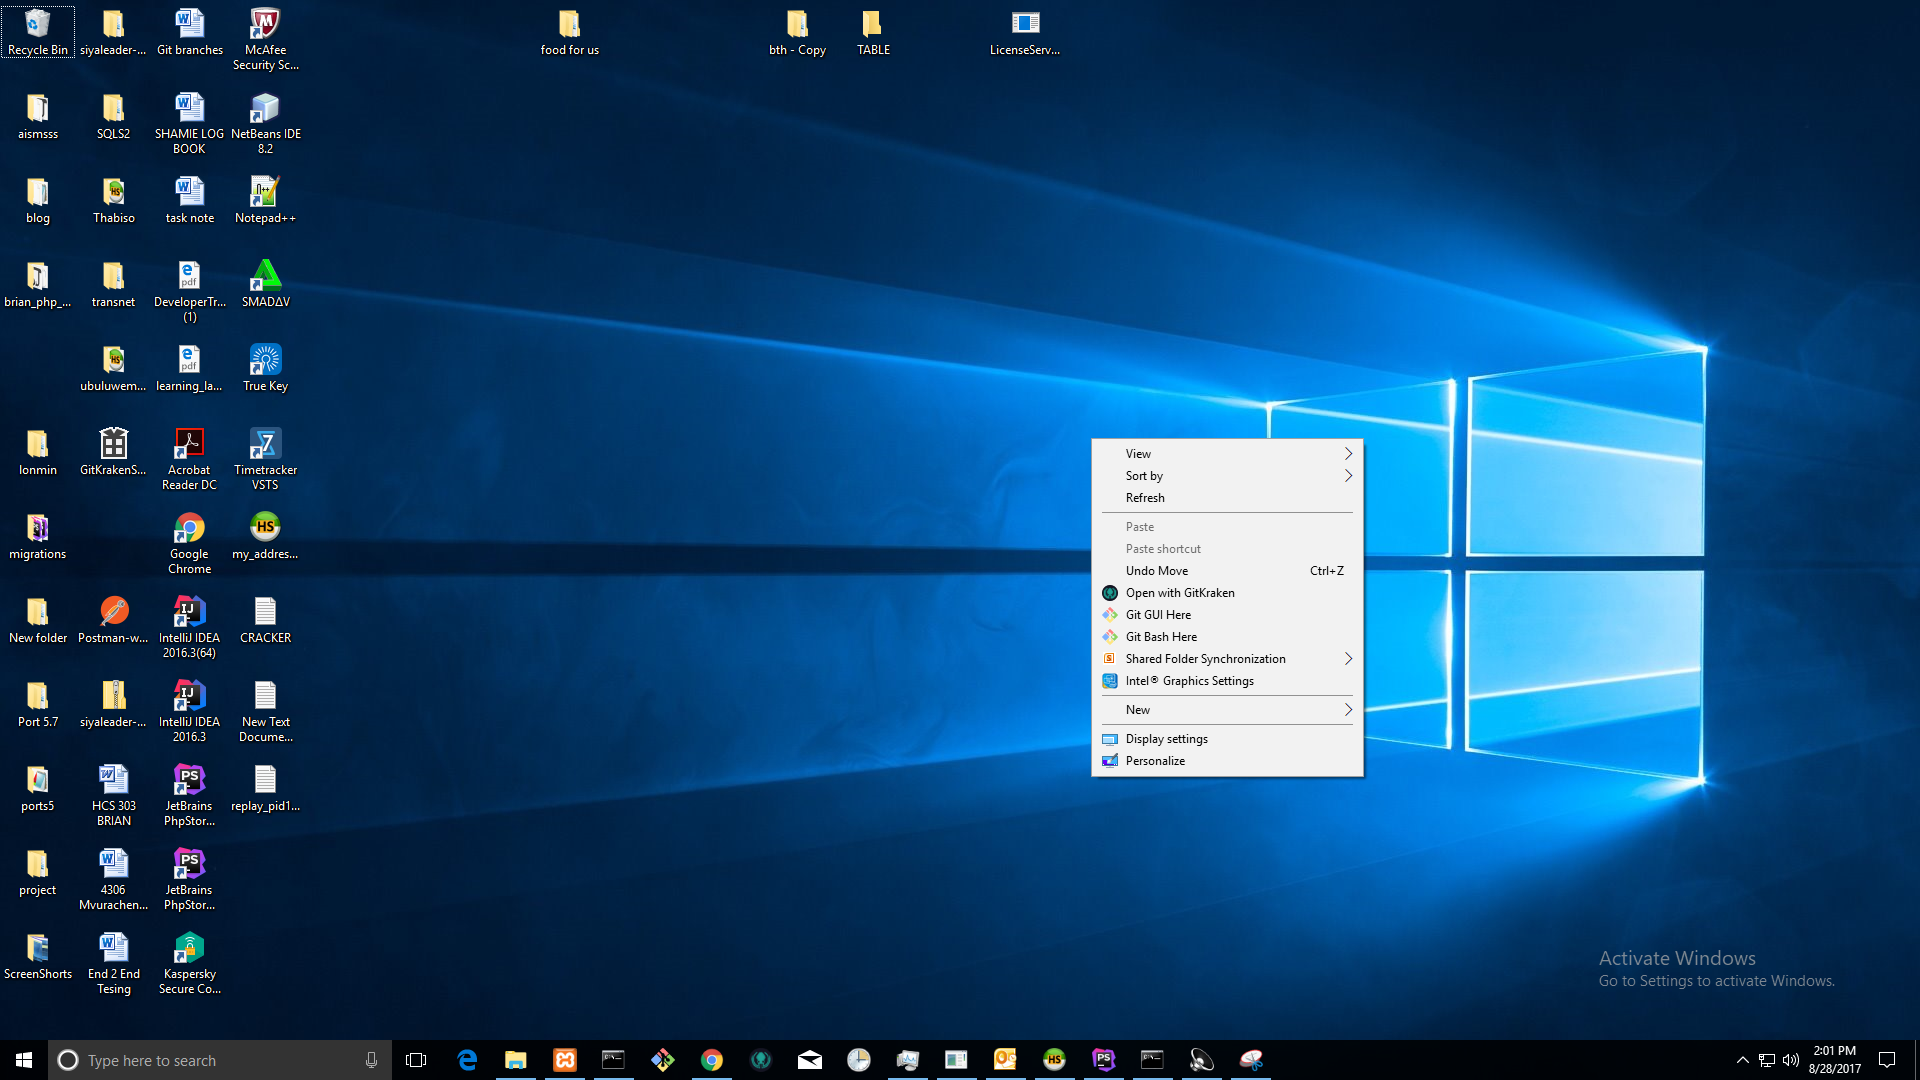 Recycle Bin
siyaleader-...
Git branches
McAfee
Security Sc...
food for us
bth - Copy
TABLE
LicenseServ...
aismsss
SQLS2
SHAMIE LOG
BOOK
NetBeans IDE
8.2
blog
Thabiso
task note
Notepad++
brian_php_...
transnet
DeveloperTr...
(1)
SMADΔV
ubuluwem...
learning_la...
True Key
lonmin
GitKrakenS...
Acrobat
Reader DC
Timetracker
VSTS
migrations
Google
Chrome
my_addres...
New folder
Postman-w...
IntelliJ IDEA
2016.3(64)
CRACKER
Port 5.7
siyaleader-...
IntelliJ IDEA
2016.3
New Text
Docume...
ports5
HCS 303
BRIAN
JetBrains
PhpStor...
replay_pid1...
project
4306
Mvurachen...
JetBrains
PhpStor...
ScreenShorts
End 2 End
Tesing
Kaspersky
Secure Co...
View
Sort by
Refresh
Paste
Paste shortcut
Undo Move Ctrl+Z
Open with GitKraken
Git GUI Here
Git Bash Here
Shared Folder Synchronization
Intel® Graphics Settings
New
Display settings
Personalize
Activate Windows
Go to Settings to activate Windows.
Type here to search
2:01 PM
8/28/2017